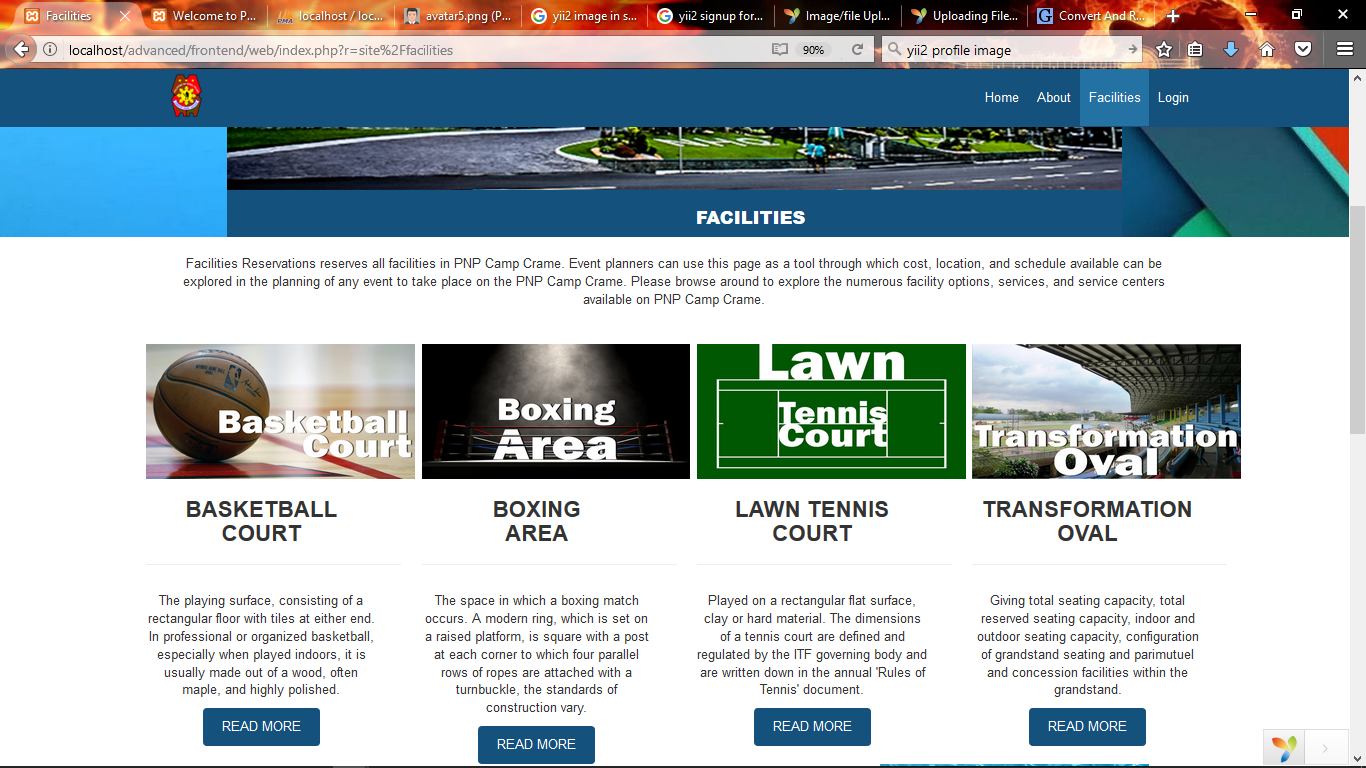 Facilities
Welcome to P...
PMA
localhost / loc...
avatar5.png (P...
yii2 image in s...
yii2 signup for...
Image/file Upl...
Uploading File...
Convert And R...
localhost/advanced/frontend/web/index.php?r=site%2Ffacilities
90%
yii2 profile image
Home
About
Facilities
Login
FACILITIES
Facilities Reservations reserves all facilities in PNP Camp Crame. Event planners can use this page as a tool through which cost, location, and schedule available can be
explored in the planning of any event to take place on the PNP Camp Crame. Please browse around to explore the numerous facility options, services, and service centers
available on PNP Camp Crame.
Basketball
Court
BASKETBALL
COURT
The playing surface, consisting of a
rectangular floor with tiles at either end.
In professional or organized basketball,
especially when played indoors, it is
usually made out of a wood, often
maple, and highly polished.
READ MORE
Boxing
Area
BOXING
AREA
The space in which a boxing match
occurs. A modern ring, which is set on
a raised platform, is square with a post
at each corner to which four parallel
rows of ropes are attached with a
turnbuckle, the standards of
construction vary.
READ MORE
Lawn
Tennis
Court
LAWN TENNIS
COURT
Played on a rectangular flat surface,
clay or hard material. The dimensions
of a tennis court are defined and
regulated by the ITF governing body and
are written down in the annual 'Rules of
Tennis' document.
READ MORE
Transformation
Oval
TRANSFORMATION
OVAL
Giving total seating capacity, total
reserved seating capacity, indoor and
outdoor seating capacity, configuration
of grandstand seating and parimutuel
and concession facilities within the
grandstand.
READ MORE